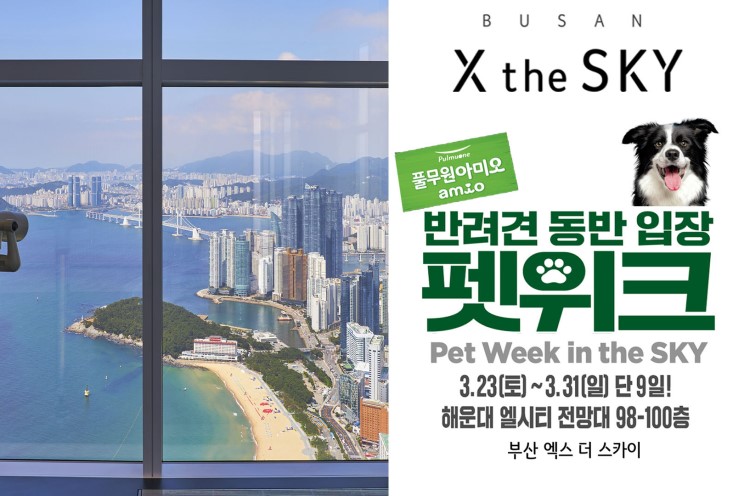 BUSAN
X the SKY
Pulmuone
풀무원아미오
amio
반려견 동반 입장
펫위크
Pet Week in the SKY
3.23(토) ~ 3.31(일) 단 9일!
해운대 엘시티 전망대 98-100층
부산 엑스 더 스카이